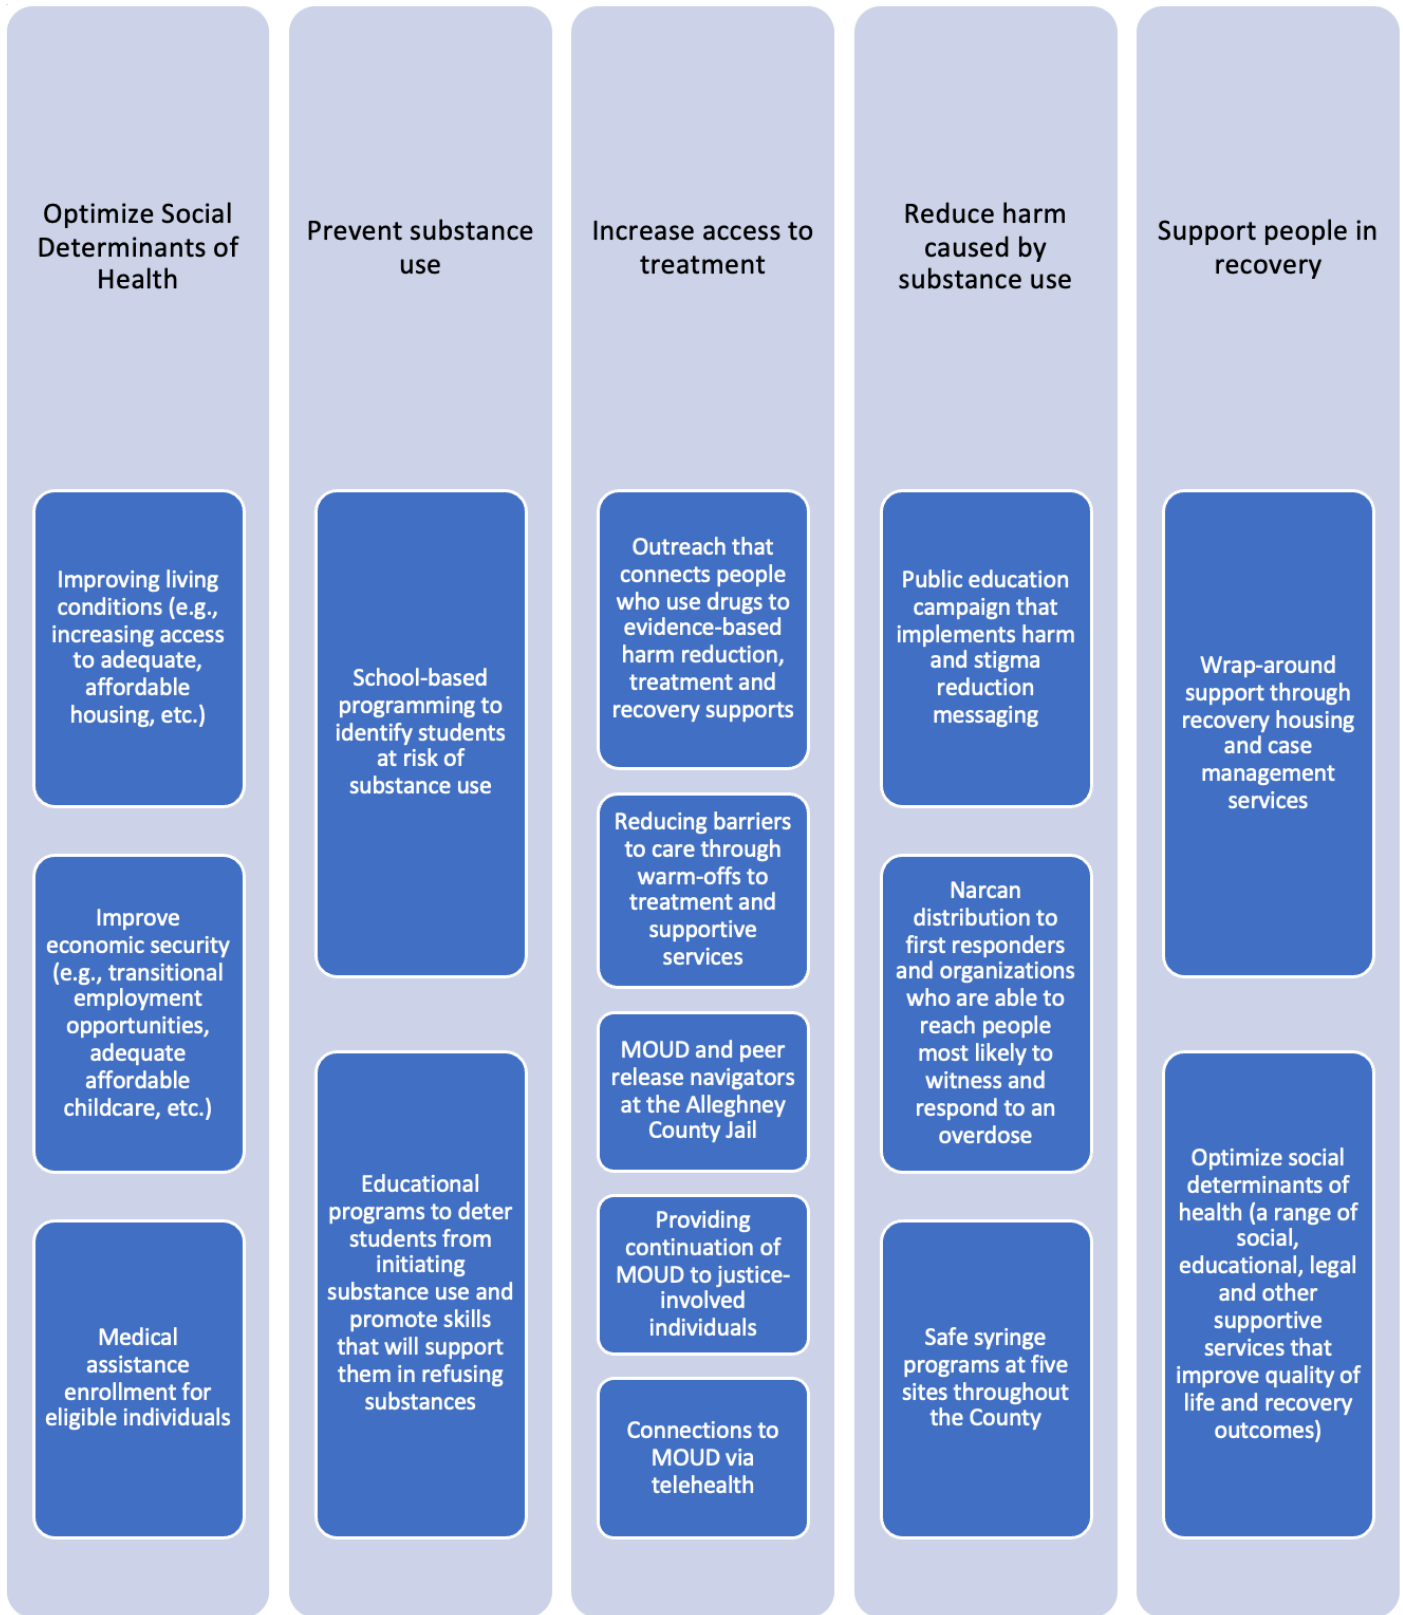 Optimize Social
Determinants of
Health
Improving living
conditions (e.g.,
increasing access
to adequate,
affordable
housing, etc.)
Improve
economic security
(e.g., transitional
employment
opportunities,
adequate
affordable
childcare, etc.)
Medical
assistance
enrollment for
eligible individuals
Prevent substance
use
School-based
programming to
identify students
at risk of
substance use
Educational
programs to deter
students from
initiating
substance use and
promote skills
that will support
them in refusing
substances
Increase access to
treatment
Outreach that
connects people
who use drugs to
evidence-based
harm reduction,
treatment and
recovery supports
Reducing barriers
to care through
warm-offs to
treatment and
supportive
services
MOUD and peer
release navigators
at the Alleghney
County Jail
Providing
continuation of
MOUD to justice-
involved
individuals
Connections to
MOUD via
telehealth
Reduce harm
caused by
substance use
Public education
campaign that
implements harm
and stigma
reduction
messaging
Narcan
distribution to
first responders
and organizations
who are able to
reach people
most likely to
witness and
respond to an
overdose
Safe syringe
programs at five
sites throughout
the County
Support people in
recovery
Wrap-around
support through
recovery housing
and case
management
services
Optimize social
determinants of
health (a range of
social,
educational, legal
and other
supportive
services that
improve quality of
life and recovery
outcomes)